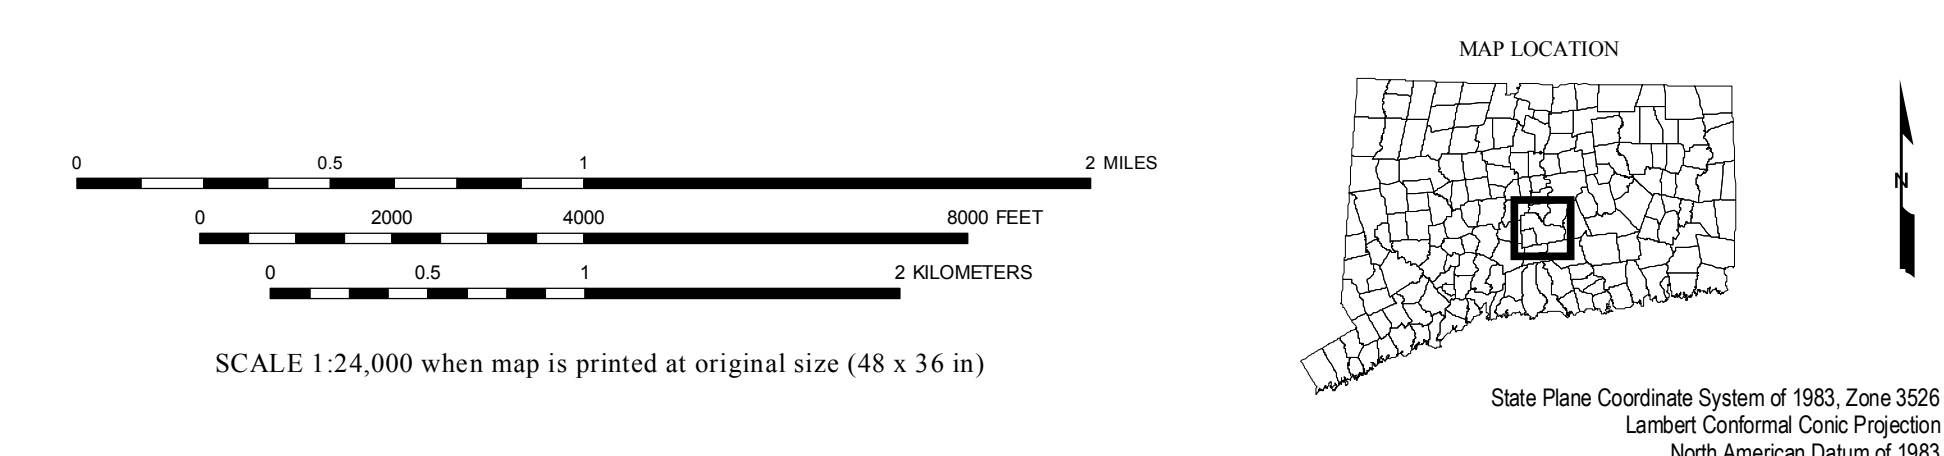 MAP LOCATION
0 0.5 1 2 MILES
0 2000 4000 8000 FEET
0 0.5 1 2 KILOMETERS
SCALE 1:24,000 when map is printed at original size (48 x 36 in)
N
State Plane Coordinate System of 1983, Zone 3526
Lambert Conformal Conic Projection
North American Datum of 1983